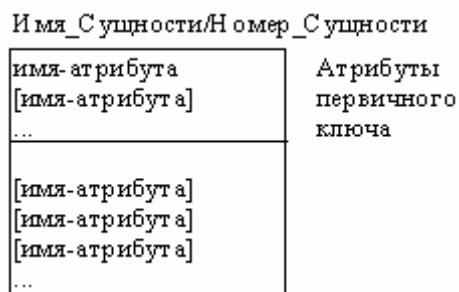 Имя_Сущности/Номер_Сущности
имя-атрибута
[имя-атрибута]
...
Атрибуты
первичного
ключа
[имя-атрибута]
[имя-атрибута]
[имя-атрибута]
...